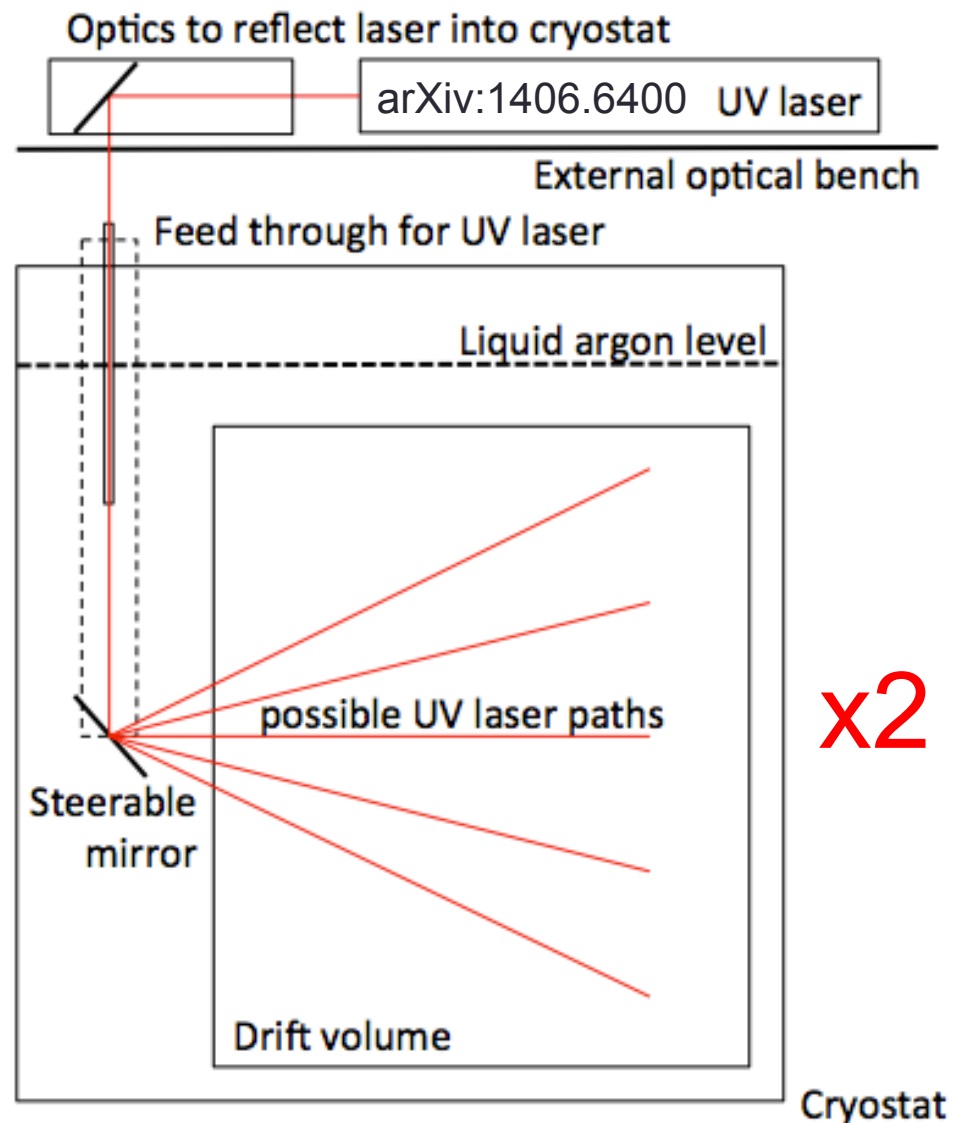 Optics to reflect laser into cryostat
arXiv:1406.6400 UV laser
External optical bench
Feed through for UV laser
Liquid argon level
possible UV laser paths
x2
Steerable
mirror
Drift volume
Cryostat